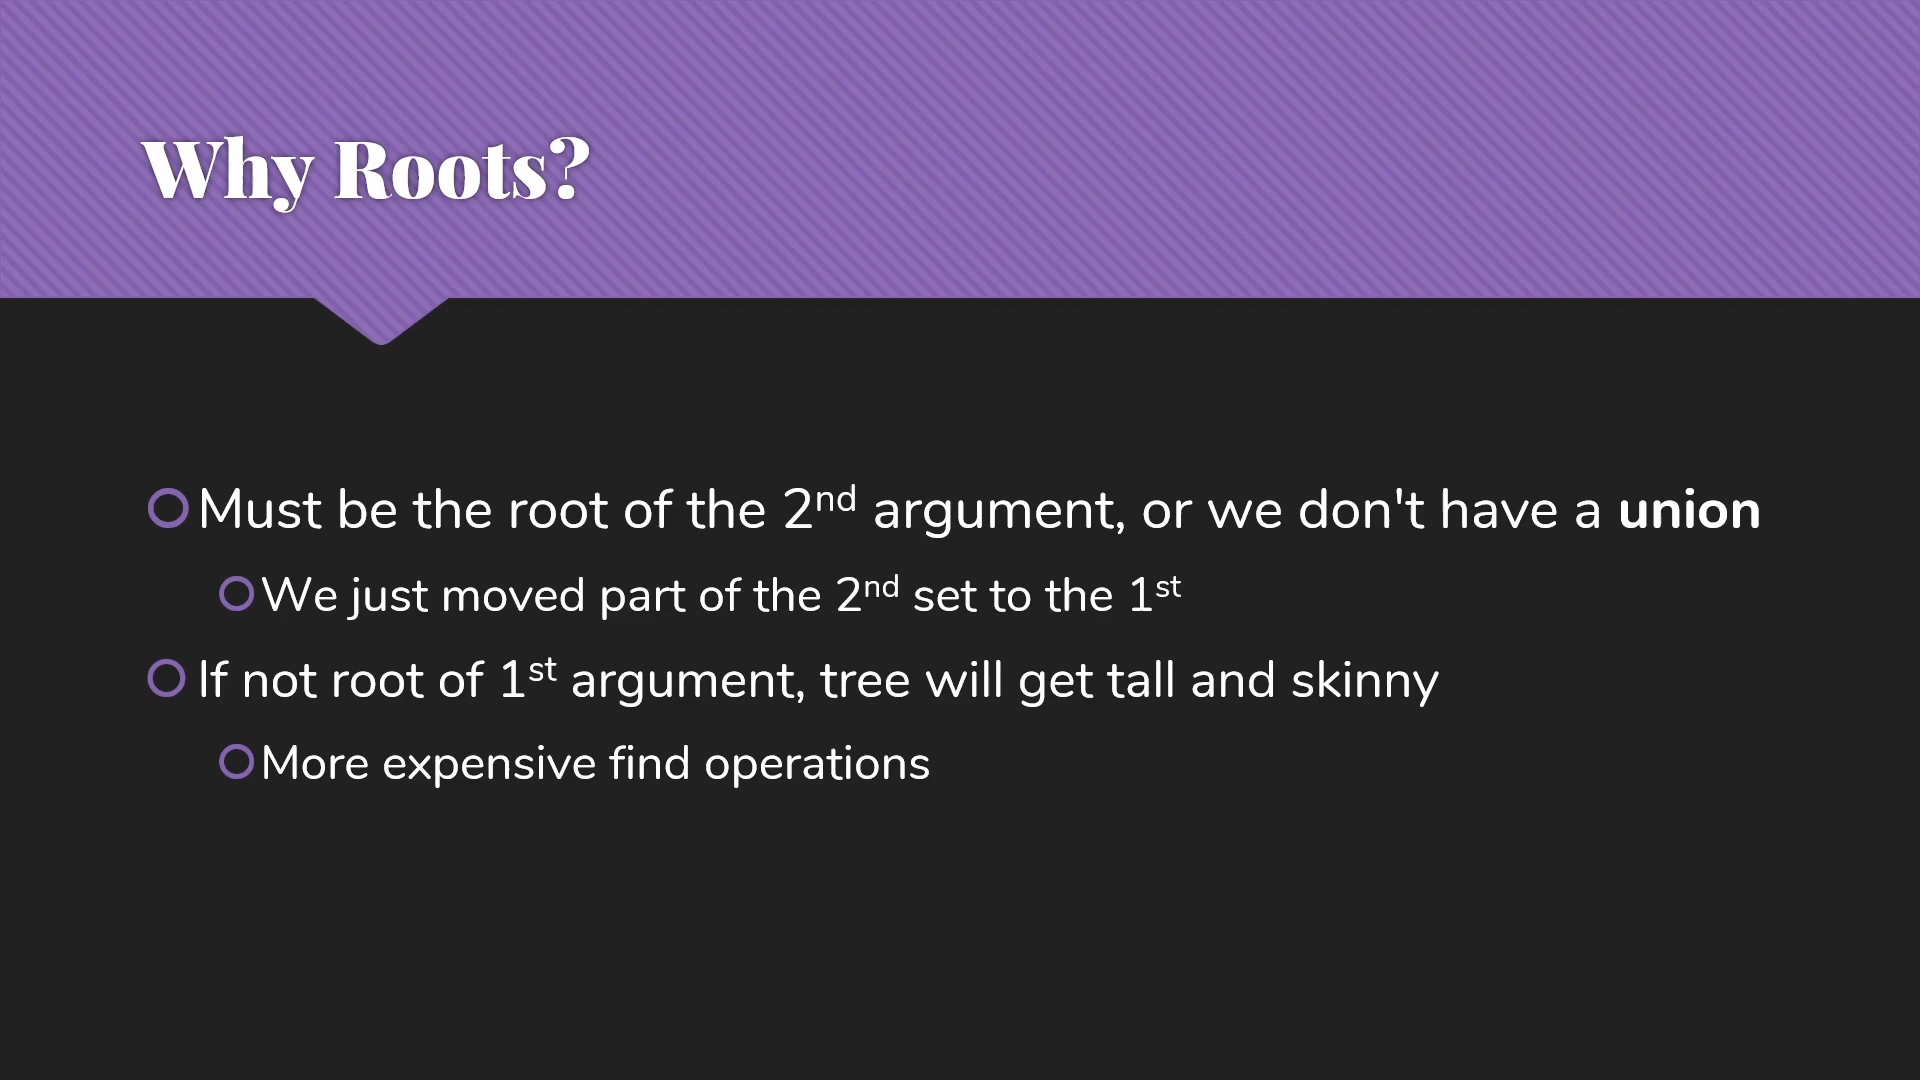 Why Roots?
Must be the root of the 2nd argument, or we don't have a union
We just moved part of the 2nd set to the 1st
If not root of 1st argument, tree will get tall and skinny
More expensive find operations